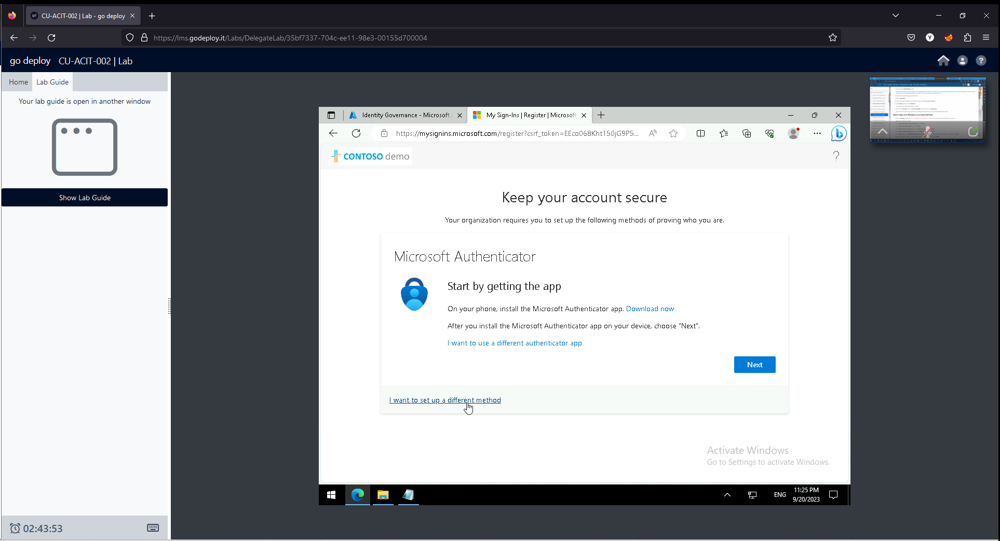 CU-ACIT-002 | Lab - go deploy
https://lms.godeploy.it/Labs/DelegateLab/35bf7337-704c-ee11-98e3-00155d700004
Y
go deploy CU-ACIT-002 | Lab
Home Lab Guide
Your lab guide is open in another window
Show Lab Guide
Identity Governance - Microsoft
My Sign-Ins | Register | Microsoft
https://mysignins.microsoft.com/register?csrf_token=EEco068Kht150jG9P5...
CONTOSO demo
Keep your account secure
Your organization requires you to set up the following methods of proving who you are.
Microsoft Authenticator
Start by getting the app
On your phone, install the Microsoft Authenticator app. Download now
After you install the Microsoft Authenticator app on your device, choose "Next".
I want to use a different authenticator app
Next
I want to set up a different method
Activate Windows
Go to Settings to activate Windows.
ENG
11:25 PM
9/20/2023
02:43:53